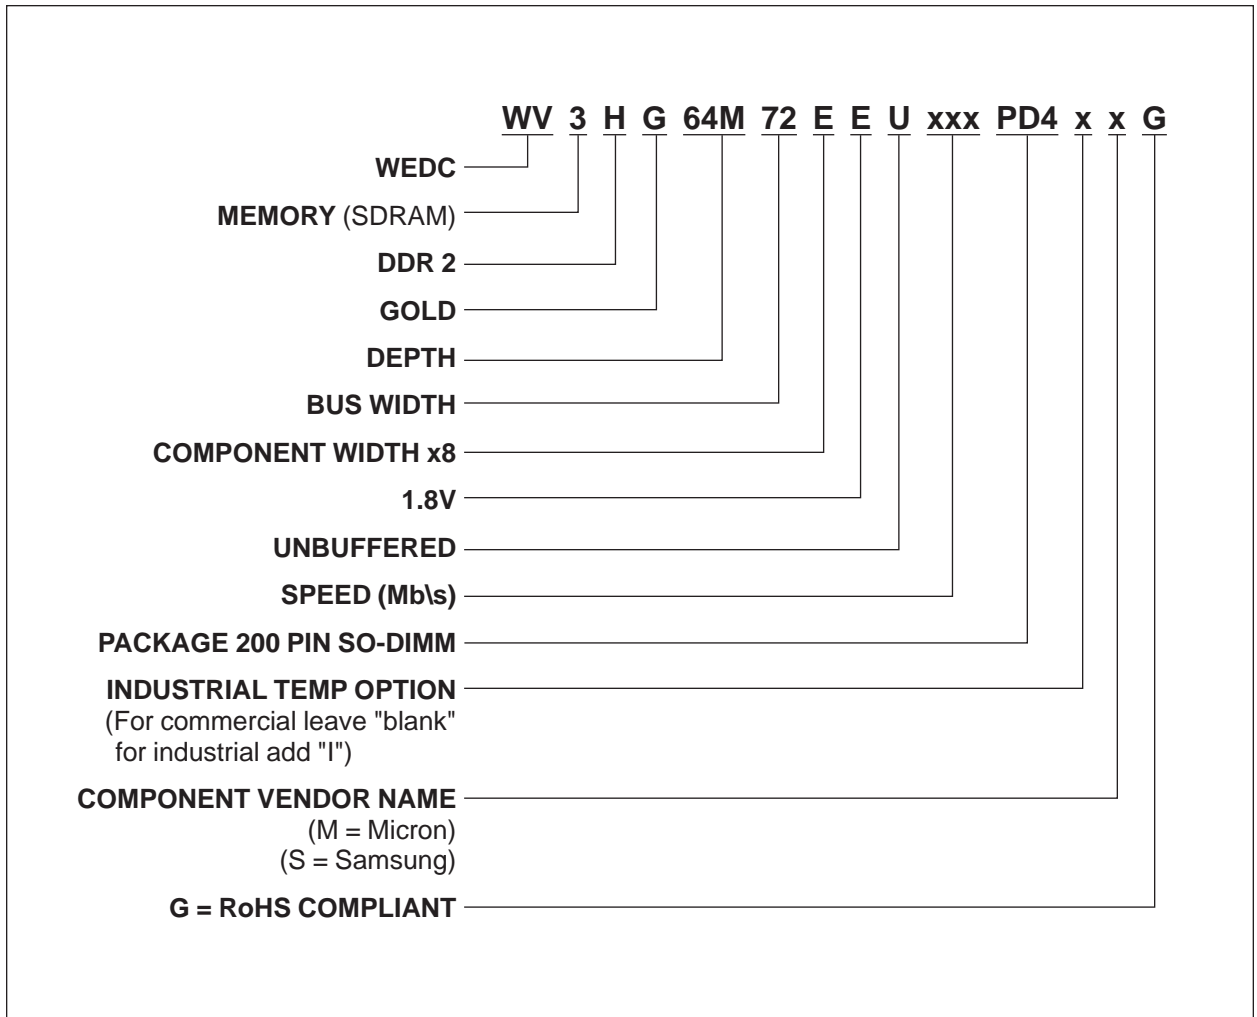 WV 3 H G 64M 72 E E U xxx PD4 x x G
WEDC
MEMORY (SDRAM)
DDR 2
GOLD
DEPTH
BUS WIDTH
COMPONENT WIDTH x8
1.8V
UNBUFFERED
SPEED (Mb\s)
PACKAGE 200 PIN SO-DIMM
INDUSTRIAL TEMP OPTION
(For commercial leave "blank"
for industrial add "I")
COMPONENT VENDOR NAME
(M = Micron)
(S = Samsung)
G = RoHS COMPLIANT